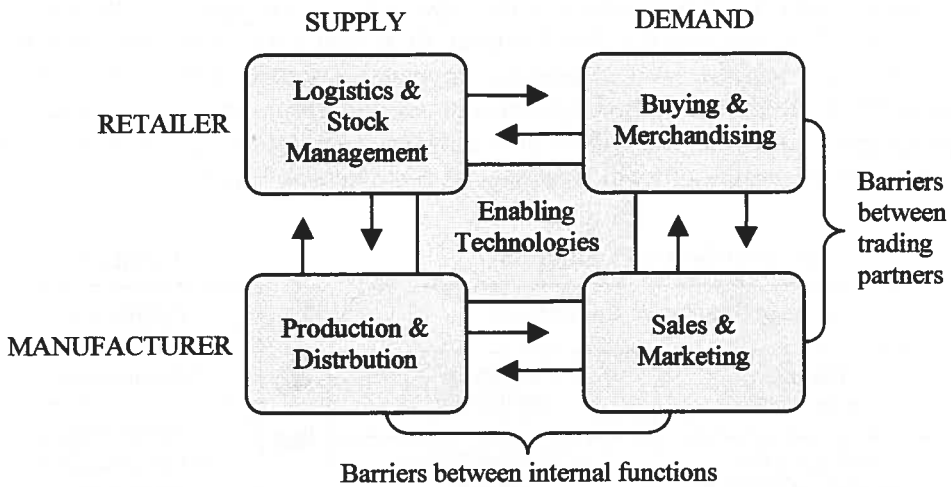 SUPPLY
DEMAND
RETAILER
Logistics &
Stock
Management
Buying &
Merchandising
Enabling
Technologies
Barriers
between
trading
partners
MANUFACTURER
Production &
Distrbution
Sales &
Marketing
Barriers between internal functions